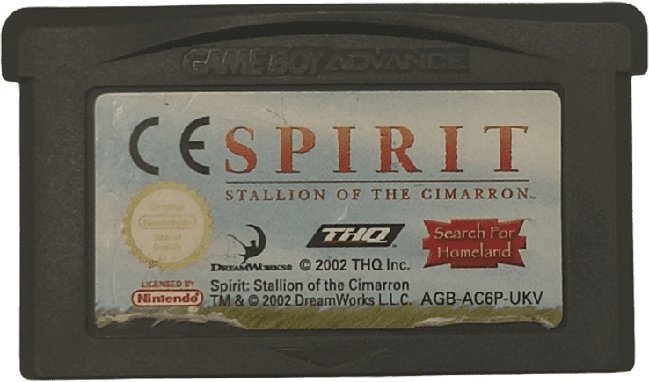 GAME BOY ADVANCE
CE SPIRIT
STALLION OF THE CIMARRON™
Original
Nintendo
Seal of
Quality
THQ
Search For
Homeland
DREAMWORKS © 2002 THQ Inc.
LICENSED BY
Nintendo
Spirit: Stallion of the Cimarron
TM & © 2002 DreamWorks L.L.C. AGB-AC6P-UKV